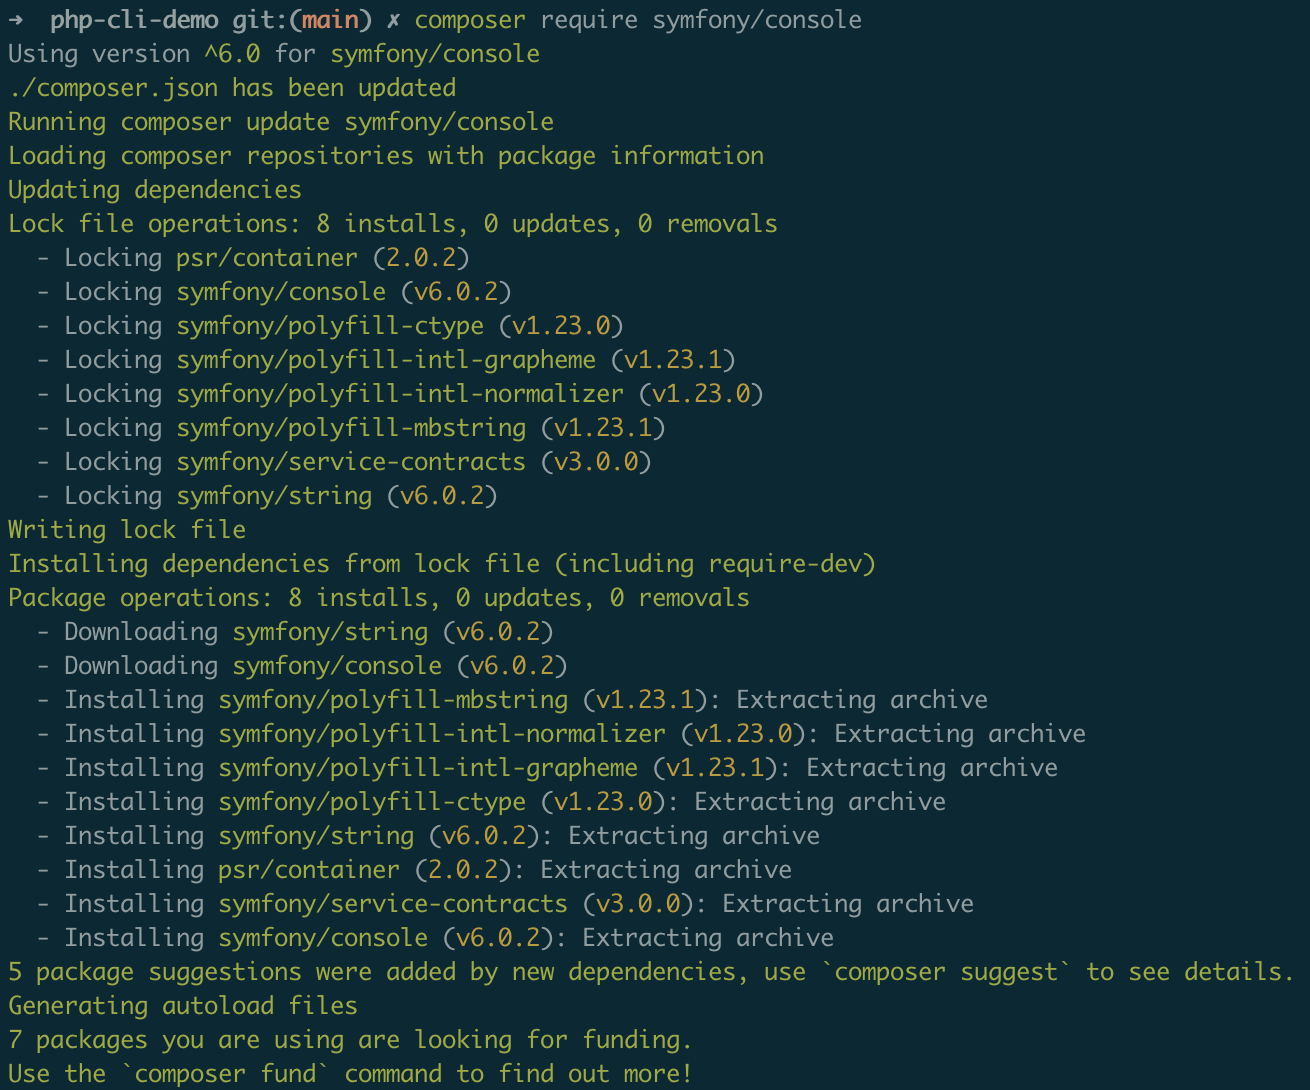 ➜  php-cli-demo git:(main) ✗ composer require symfony/console
Using version ^6.0 for symfony/console
./composer.json has been updated
Running composer update symfony/console
Loading composer repositories with package information
Updating dependencies
Lock file operations: 8 installs, 0 updates, 0 removals
  - Locking psr/container (2.0.2)
  - Locking symfony/console (v6.0.2)
  - Locking symfony/polyfill-ctype (v1.23.0)
  - Locking symfony/polyfill-intl-grapheme (v1.23.1)
  - Locking symfony/polyfill-intl-normalizer (v1.23.0)
  - Locking symfony/polyfill-mbstring (v1.23.1)
  - Locking symfony/service-contracts (v3.0.0)
  - Locking symfony/string (v6.0.2)
Writing lock file
Installing dependencies from lock file (including require-dev)
Package operations: 8 installs, 0 updates, 0 removals
  - Downloading symfony/string (v6.0.2)
  - Downloading symfony/console (v6.0.2)
  - Installing symfony/polyfill-mbstring (v1.23.1): Extracting archive
  - Installing symfony/polyfill-intl-normalizer (v1.23.0): Extracting archive
  - Installing symfony/polyfill-intl-grapheme (v1.23.1): Extracting archive
  - Installing symfony/polyfill-ctype (v1.23.0): Extracting archive
  - Installing symfony/string (v6.0.2): Extracting archive
  - Installing psr/container (2.0.2): Extracting archive
  - Installing symfony/service-contracts (v3.0.0): Extracting archive
  - Installing symfony/console (v6.0.2): Extracting archive
5 package suggestions were added by new dependencies, use `composer suggest` to see details.
Generating autoload files
7 packages you are using are looking for funding.
Use the `composer fund` command to find out more!